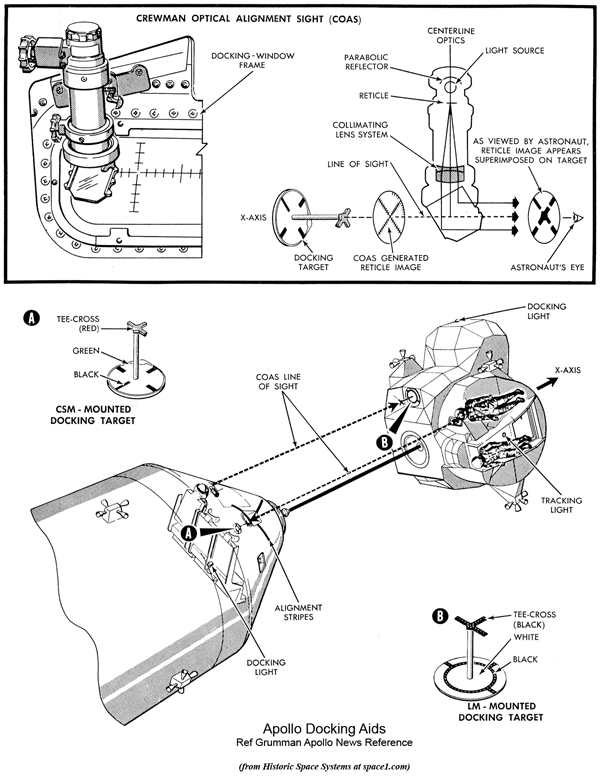 CREWMAN OPTICAL ALIGNMENT SIGHT (COAS)
DOCKING-WINDOW
FRAME
CENTERLINE
OPTICS
PARABOLIC
REFLECTOR
LIGHT SOURCE
RETICLE
COLLIMATING
LENS SYSTEM
LINE OF SIGHT
AS VIEWED BY ASTRONAUT,
RETICLE IMAGE APPEARS
SUPERIMPOSED ON TARGET
X-AXIS
DOCKING
TARGET
COAS GENERATED
RETICLE IMAGE
ASTRONAUT'S EYE
A
TEE-CROSS
(RED)
GREEN
BLACK
CSM - MOUNTED
DOCKING TARGET
COAS LINE
OF SIGHT
DOCKING
LIGHT
X-AXIS
B
TRACKING
LIGHT
A
ALIGNMENT
STRIPES
DOCKING
LIGHT
B
TEE-CROSS
(BLACK)
WHITE
BLACK
LM - MOUNTED
DOCKING TARGET
Apollo Docking Aids
Ref Grumman Apollo News Reference
(from Historic Space Systems at space1.com)